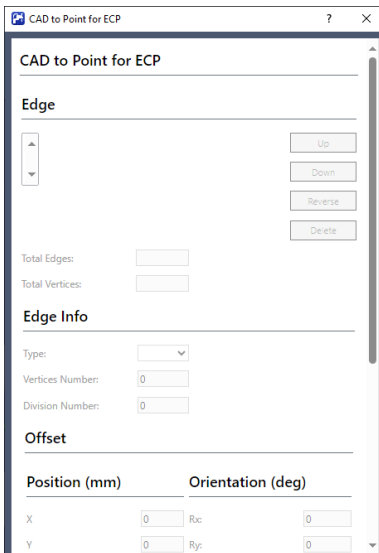 CAD to Point for ECP
?
CAD to Point for ECP
Edge
Up
Down
Reverse
Delete
Total Edges:
Total Vertices:
Edge Info
Type:
Vertices Number: 0
Division Number: 0
Offset
Position (mm) Orientation (deg)
X 0 Rx: 0
Y 0 Ry: 0